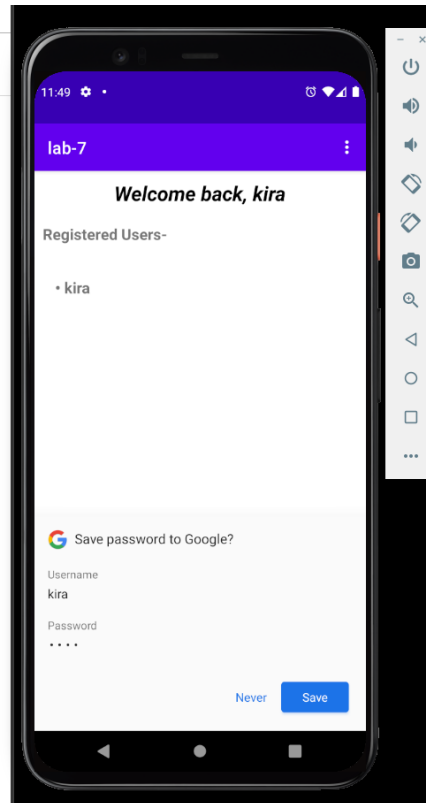 11:49
lab-7
Welcome back, kira
Registered Users-
• kira
Save password to Google?
Username
kira
Password
• • • •
Never
Save